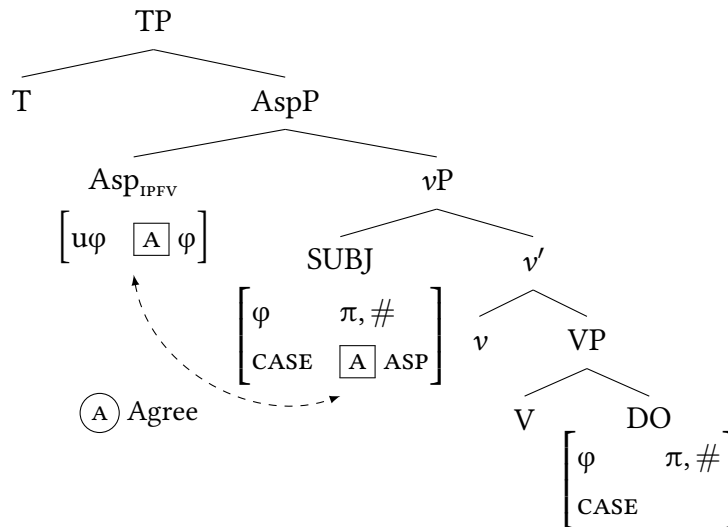 TP
T AspP
Asp_IPFV vP
[uφ A φ] SUBJ v′
[φ π, # v VP
CASE A ASP]
A Agree V DO
[φ π, #
CASE ]